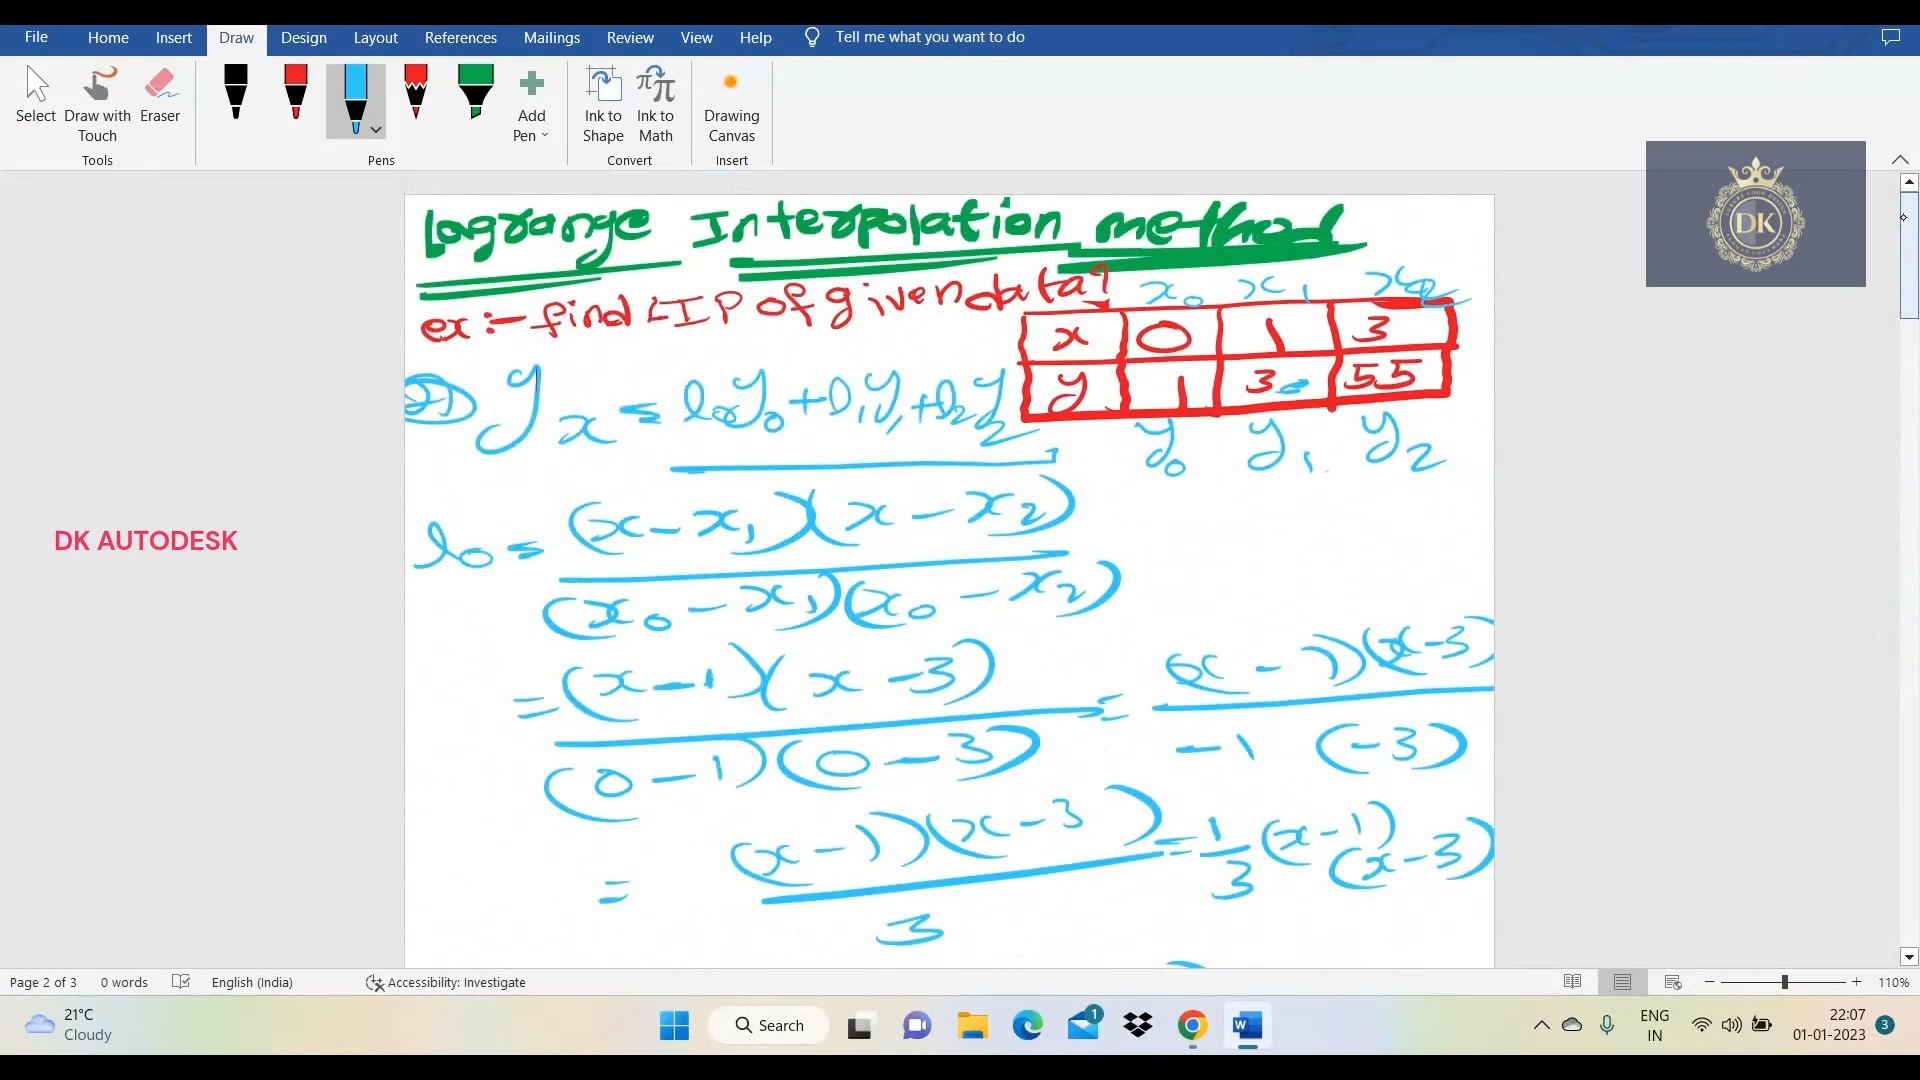 File Home Insert Draw Design Layout References Mailings Review View Help Tell me what you want to do
Select Draw with Touch Eraser Add Pen Ink to Shape Ink to Math Drawing Canvas
Tools Pens Convert Insert
DK
Lagrange Interpolation method
ex:- find LIP of given data?
x₀ x₁ x₂
x 0 1 3
y 1 3 55
y₀ y₁ y₂
yₓ = l₀y₀ + l₁y₁ + l₂y₂
l₀ = (x - x₁)(x - x₂)
(x₀ - x₁)(x₀ - x₂)
= (x - 1)(x - 3) = (x - 1)(x - 3)
(0 - 1)(0 - 3) -1 (-3)
= (x - 1)(x - 3) = 1 (x - 1)(x - 3)
3 3
DK AUTODESK
Page 2 of 3 0 words English (India) Accessibility: Investigate 110%
21°C
Cloudy
Search
1
ENG
IN
22:07
01-01-2023
3